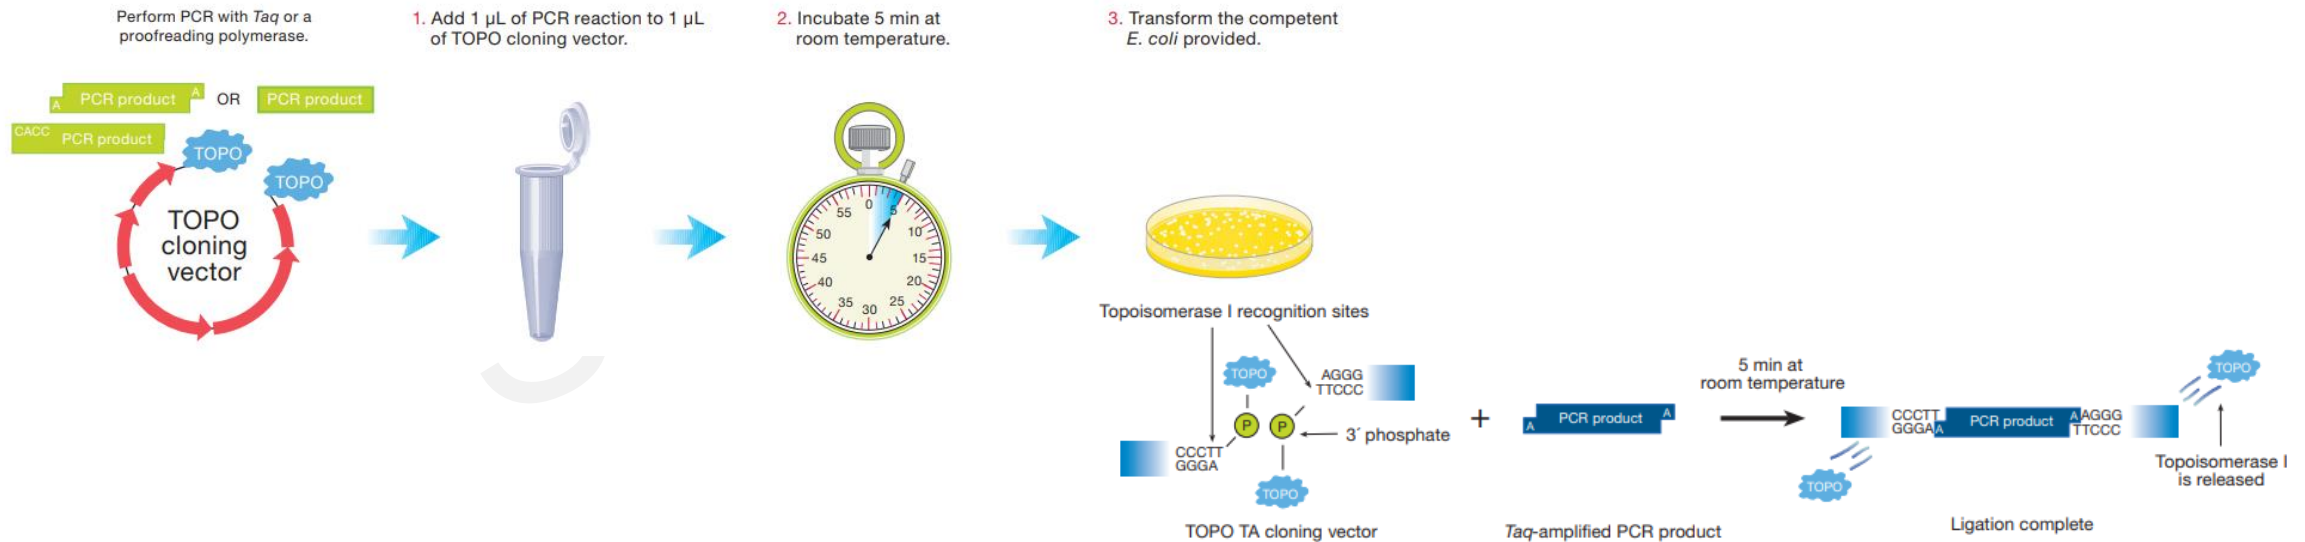 Perform PCR with Taq or a
proofreading polymerase.
1. Add 1 µL of PCR reaction to 1 µL
of TOPO cloning vector.
2. Incubate 5 min at
room temperature.
3. Transform the competent
E. coli provided.
A PCR product A
OR
PCR product
CACC PCR product
TOPO
TOPO
TOPO
cloning
vector
0
5
10
15
20
25
30
35
40
45
50
55
Topoisomerase I recognition sites
TOPO
AGGG
TTCCC
P
P
3´ phosphate
CCCTT
GGGA
TOPO
TOPO TA cloning vector
+
A PCR product A
Taq-amplified PCR product
5 min at
room temperature
TOPO
CCCTT
GGGA
A PCR product A
AGGG
TTCCC
TOPO
Topoisomerase I
is released
Ligation complete